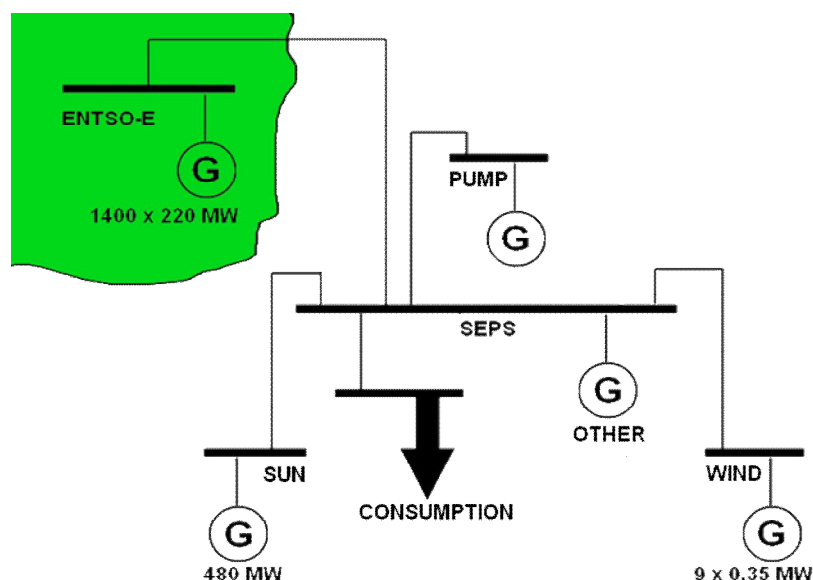 ENTSO-E
G
1400 x 220 MW
PUMP
G
SEPS
G
OTHER
SUN
WIND
CONSUMPTION
G
480 MW
G
9 x 0.35 MW